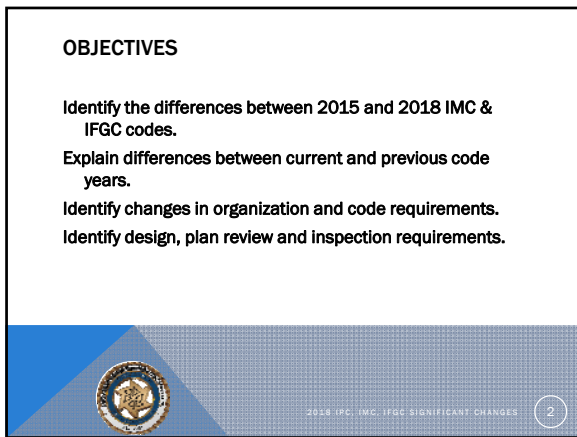 OBJECTIVES
Identify the differences between 2015 and 2018 IMC &
IFGC codes.
Explain differences between current and previous code
years.
Identify changes in organization and code requirements.
Identify design, plan review and inspection requirements.
2018 IPC, IMC, IFGC SIGNIFICANT CHANGES
2